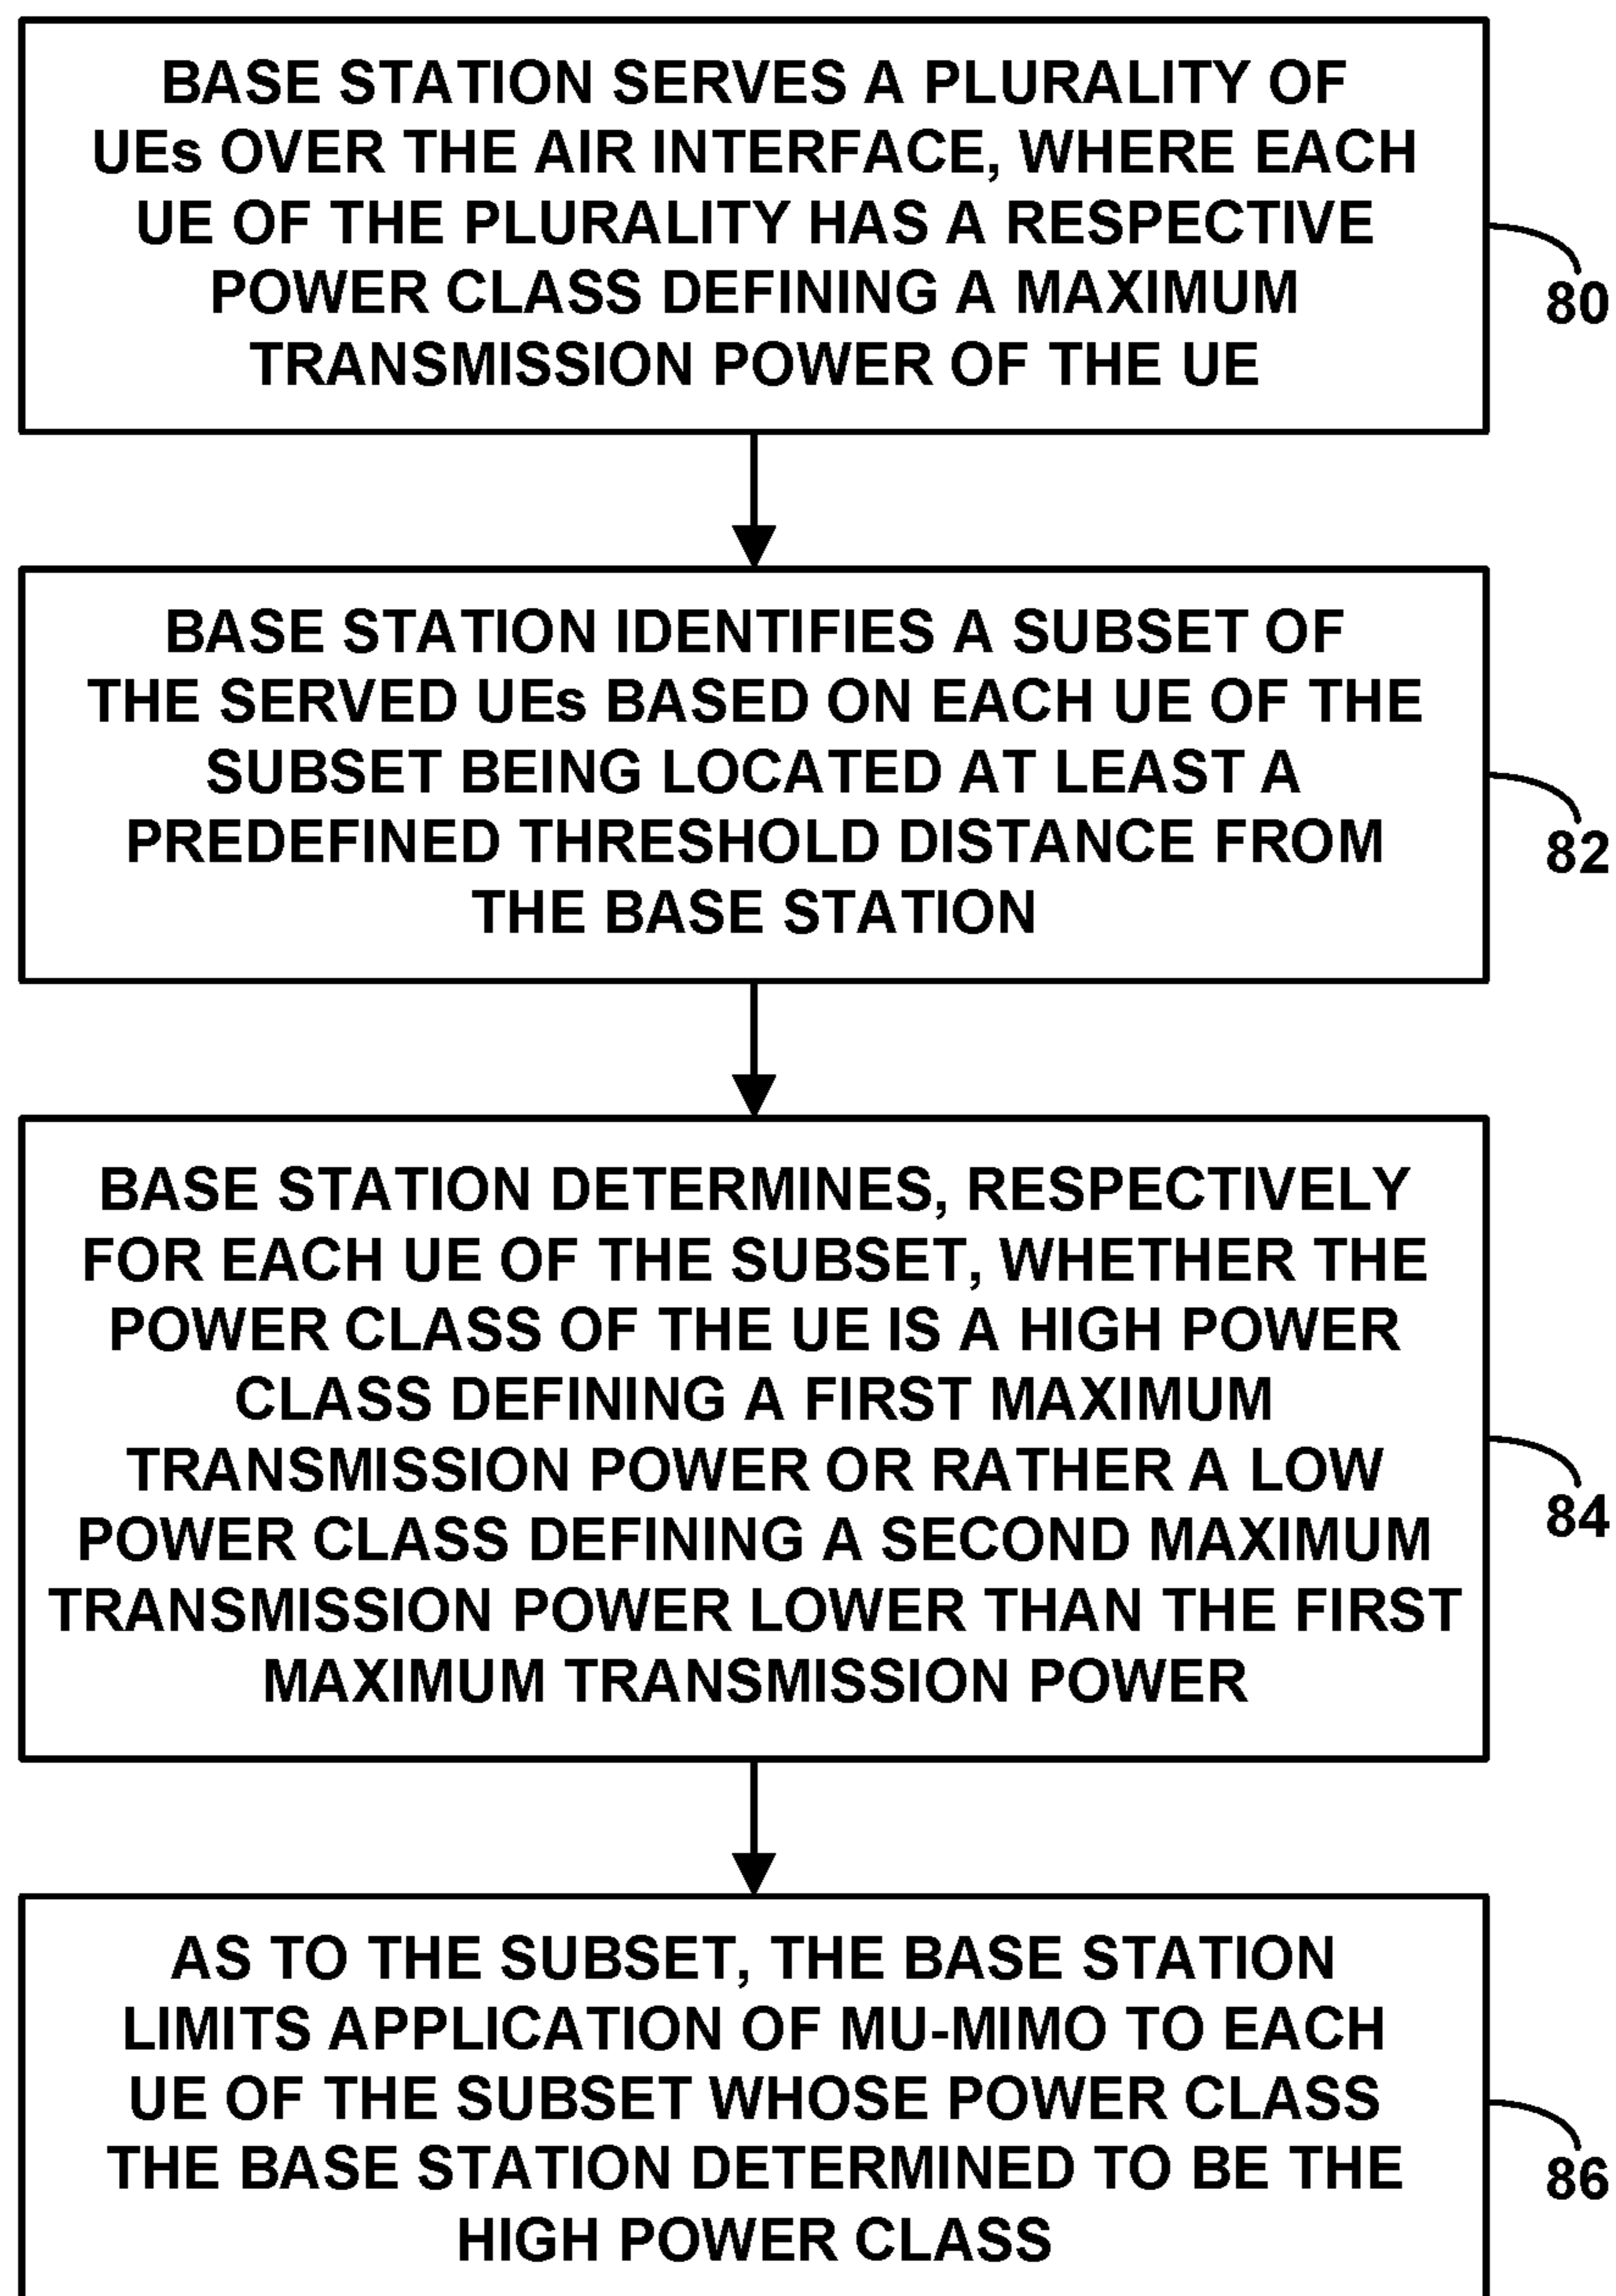 BASE STATION SERVES A PLURALITY OF
UEs OVER THE AIR INTERFACE, WHERE EACH
UE OF THE PLURALITY HAS A RESPECTIVE
POWER CLASS DEFINING A MAXIMUM
TRANSMISSION POWER OF THE UE
80
BASE STATION IDENTIFIES A SUBSET OF
THE SERVED UEs BASED ON EACH UE OF THE
SUBSET BEING LOCATED AT LEAST A
PREDEFINED THRESHOLD DISTANCE FROM
THE BASE STATION
82
BASE STATION DETERMINES, RESPECTIVELY
FOR EACH UE OF THE SUBSET, WHETHER THE
POWER CLASS OF THE UE IS A HIGH POWER
CLASS DEFINING A FIRST MAXIMUM
TRANSMISSION POWER OR RATHER A LOW
POWER CLASS DEFINING A SECOND MAXIMUM
TRANSMISSION POWER LOWER THAN THE FIRST
MAXIMUM TRANSMISSION POWER
84
AS TO THE SUBSET, THE BASE STATION
LIMITS APPLICATION OF MU-MIMO TO EACH
UE OF THE SUBSET WHOSE POWER CLASS
THE BASE STATION DETERMINED TO BE THE
HIGH POWER CLASS
86